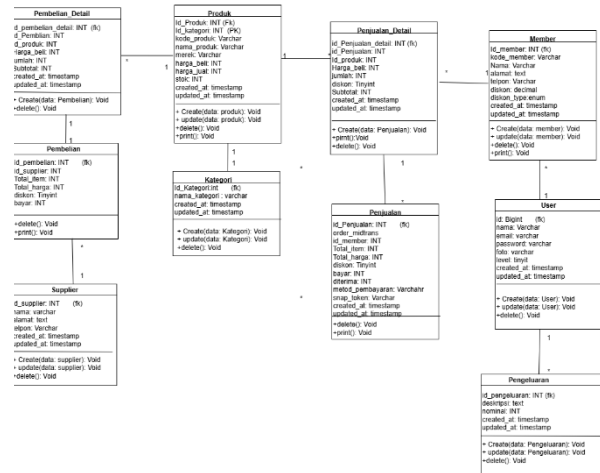 Pembelian_Detail
id_pembelian_detail: INT (fk)
id_Pembilan: INT
id_produk: INT
Harga_beli: INT
jumlah: INT
Subtotal: INT
created_at: timestamp
updated_at: timestamp
+ Create(data: Pembelian): Void
+delete(): Void
Produk
Id_Produk: INT (Fk)
Id_kategori: INT (PK)
kode_produk: Varchar
nama_produk: Varchar
merek: Varchar
harga_beli: INT
harga_jual: INT
stok: INT
created_at: timestamp
updated_at: timestamp
+ Create(data: produk): Void
+ update(data: produk): Void
+delete(): Void
+print(): Void
Penjualan_Detail
id_Penjualan_detail: INT (fk)
id_Penjualan: INT
Id_produk: INT
Harga_beli: INT
jumlah: INT
diskon: Tinyint
Subtotal: INT
created_at: timestamp
updated_at: timestamp
+ Create(data: Penjualan): Void
+print(): Void
+delete(): Void
Member
Id_member: INT (fk)
kode_member: Varchar
Nama: Varchar
alamat: text
telpon: Varchar
diskon: decimal
diskon_type:enum
created_at: timestamp
updated_at: timestamp
+ Create(data: member): Void
+ update(data: member): Void
+delete(): Void
+print(): Void
* 1 1 * * 1
1 1 1 1
Pembelian
id_pembelian: INT (fk)
id_supplier: INT
Total_item: INT
Total_harga: INT
diskon: Tinyint
bayar: INT
+delete(): Void
+print(): Void
Kategori
Id_Kategori:int (fk)
nama_kategori : varchar
created_at: timestamp
updated_at: timestamp
+ Create(data: Kategori): Void
+ update(data: Kategori): Void
+delete(): Void
Penjualan
id_Penjualan: INT (fk)
order_midtrans
id_member: INT
Total_item: INT
Total_harga: INT
diskon: Tinyint
bayar: INT
diterima: INT
metod_pembayaran: Varchahr
snap_token: Varchar
created_at: timestamp
updated_at: timestamp
+delete(): Void
+print(): Void
User
Id: Bigint (fk)
nama: Varchar
email: varchar
password: varchar
foto: varchar
level: tinyit
created_at: timestamp
updated_at: timestamp
+ Create(data: User): Void
+ update(data: User): Void
+delete(): Void
Supplier
id_supplier: INT (fk)
nama: varchar
alamat: text
telpon: Varchar
created_at: timestamp
updated_at: timestamp
+ Create(data: supplier): Void
+ update(data: supplier): Void
+delete(): Void
Pengeluaran
id_pengeluaran: INT (fk)
deskripsi: text
nominal: INT
created_at: timestamp
updated_at: timestamp
+ Create(data: Pengeluaran): Void
+ update(data: Pengeluaran): Void
+delete(): Void